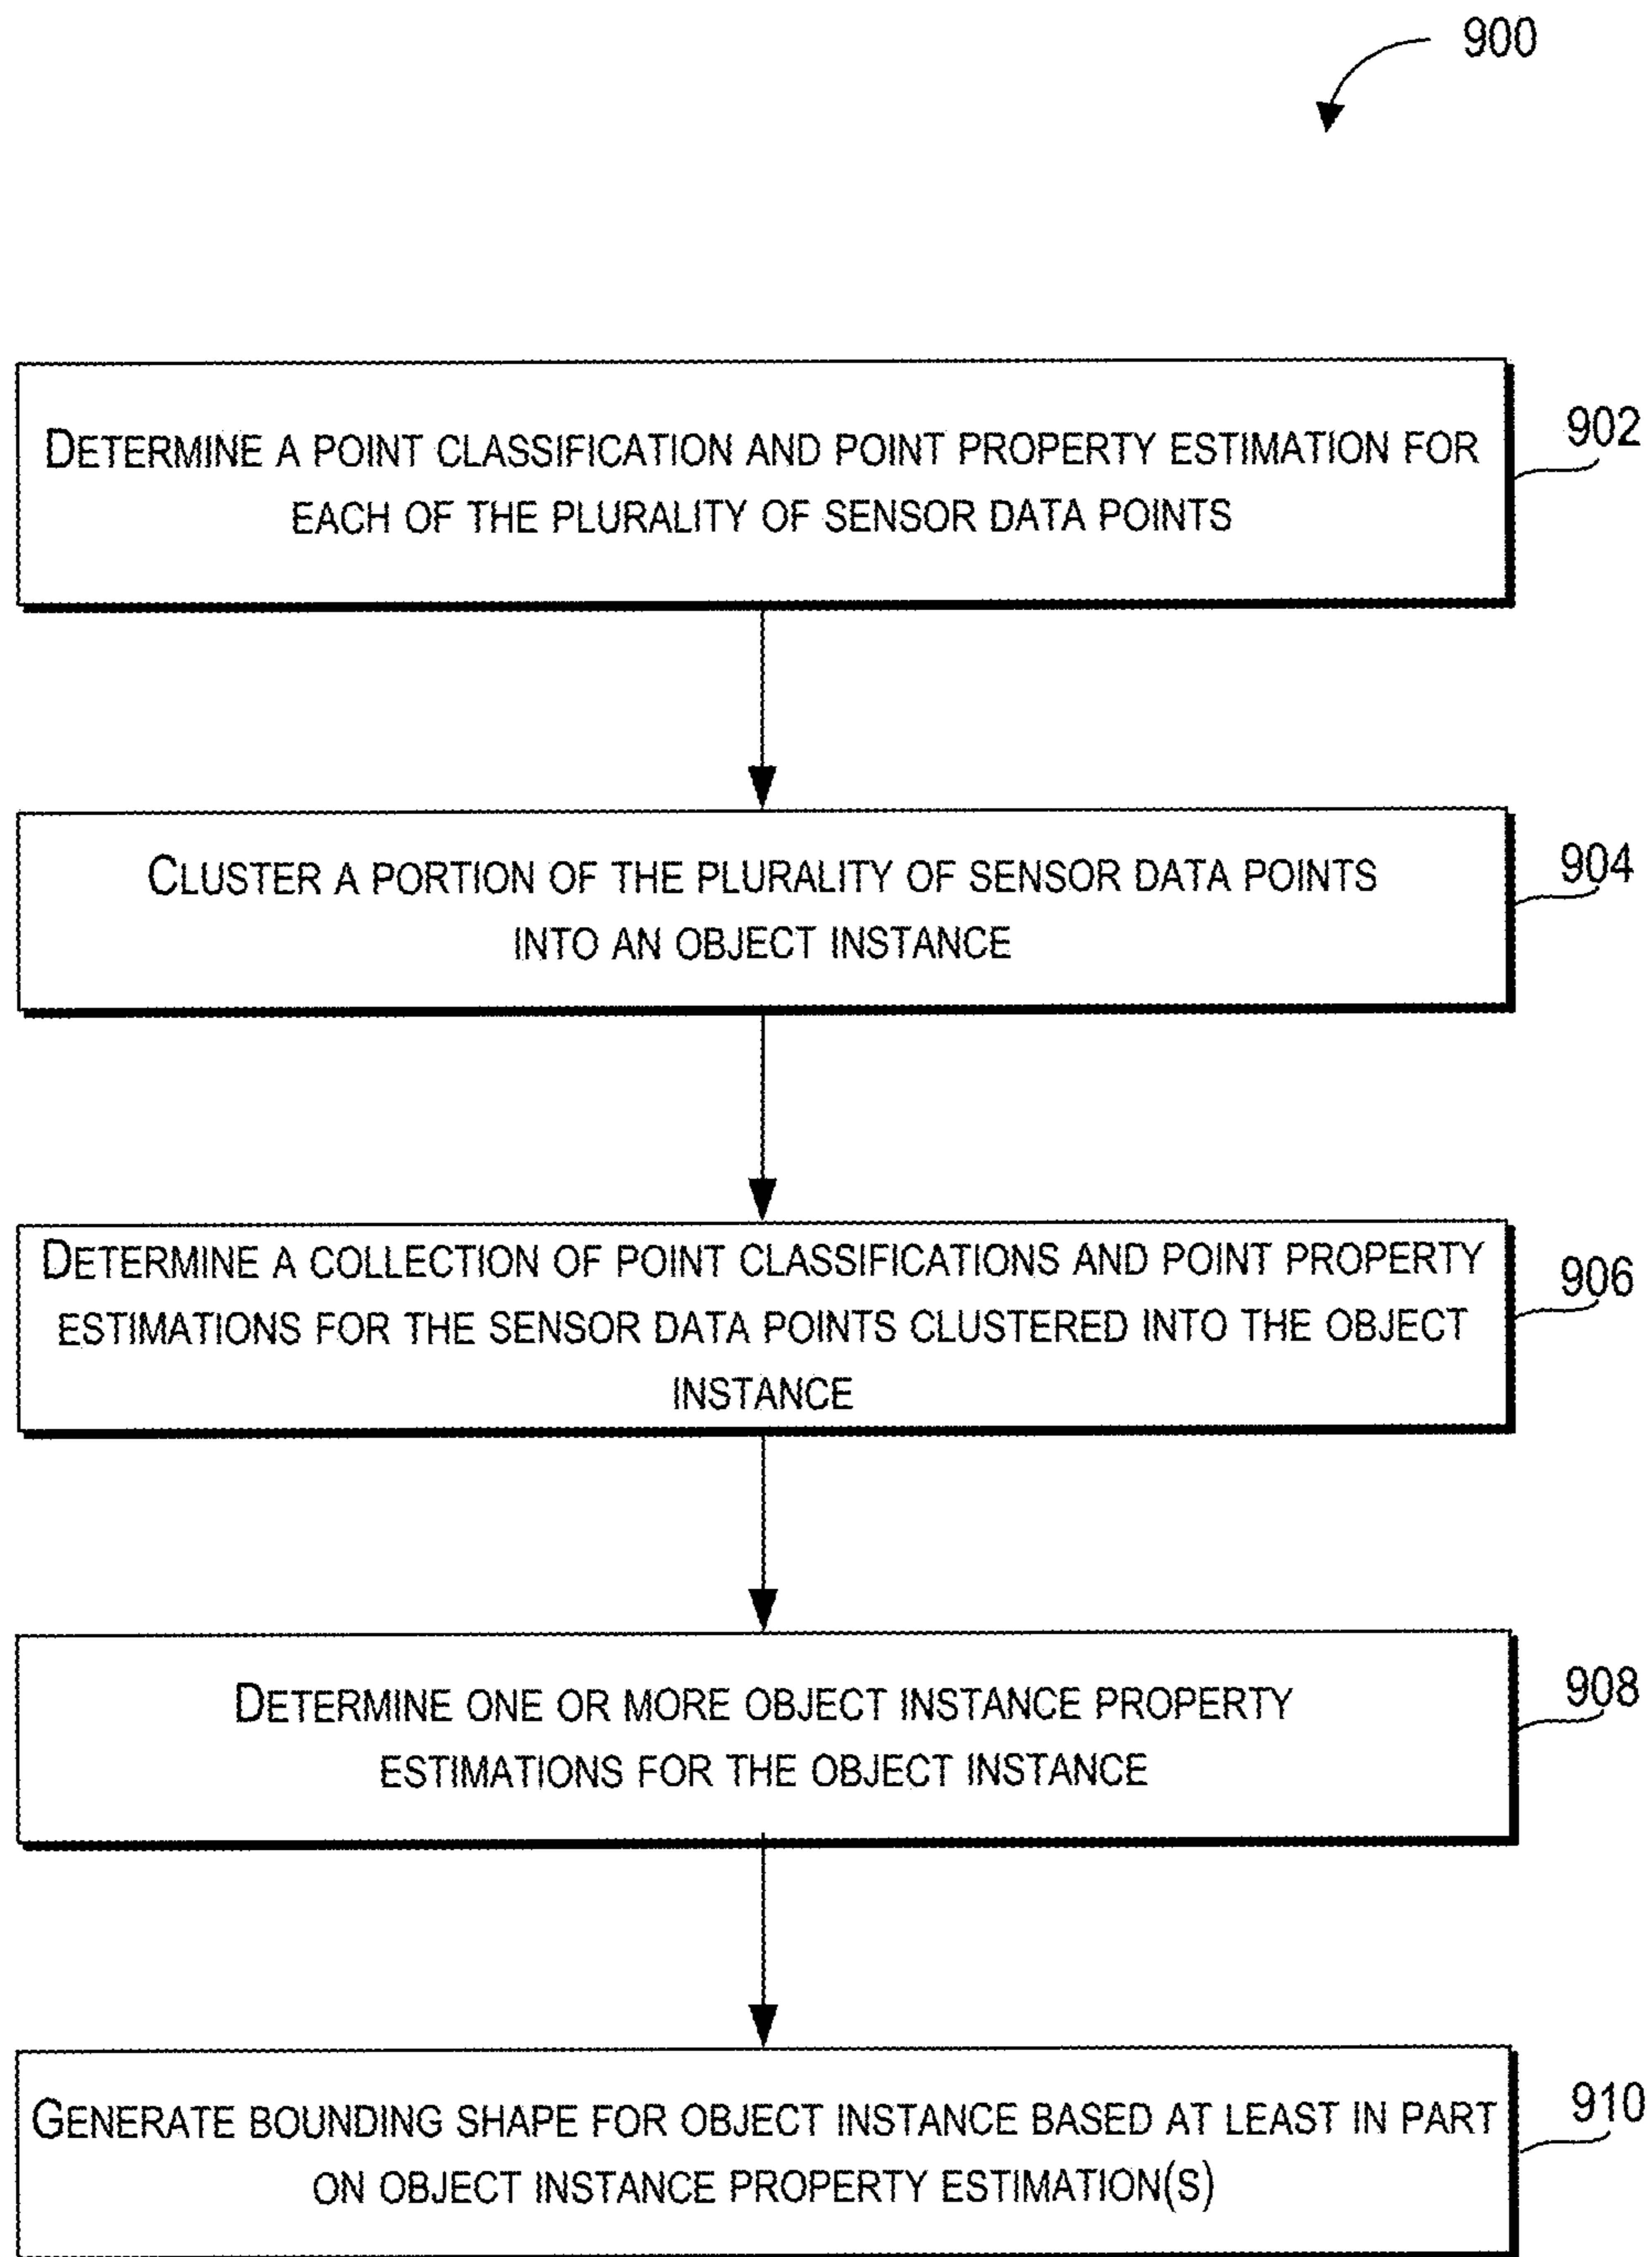 900
DETERMINE A POINT CLASSIFICATION AND POINT PROPERTY ESTIMATION FOR
EACH OF THE PLURALITY OF SENSOR DATA POINTS
902
CLUSTER A PORTION OF THE PLURALITY OF SENSOR DATA POINTS
INTO AN OBJECT INSTANCE
904
DETERMINE A COLLECTION OF POINT CLASSIFICATIONS AND POINT PROPERTY
ESTIMATIONS FOR THE SENSOR DATA POINTS CLUSTERED INTO THE OBJECT
INSTANCE
906
DETERMINE ONE OR MORE OBJECT INSTANCE PROPERTY
ESTIMATIONS FOR THE OBJECT INSTANCE
908
GENERATE BOUNDING SHAPE FOR OBJECT INSTANCE BASED AT LEAST IN PART
ON OBJECT INSTANCE PROPERTY ESTIMATION(S)
910